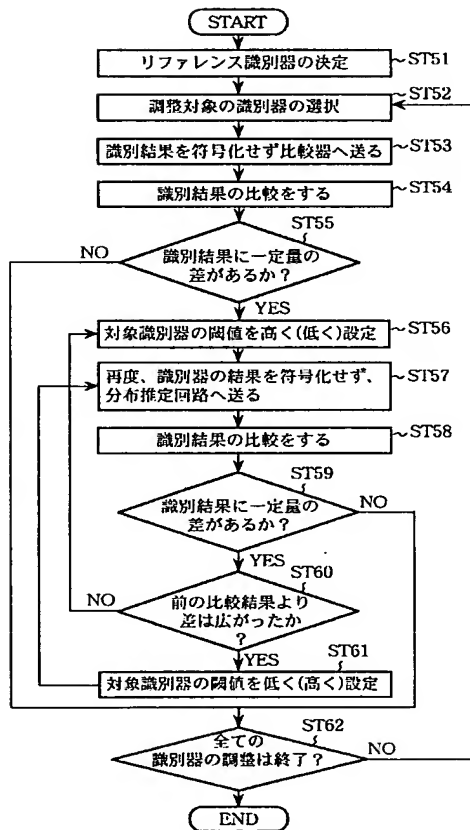 START
リファレンス識別器の決定
ST51
調整対象の識別器の選択
ST52
識別結果を符号化せず比較器へ送る
ST53
識別結果の比較をする
ST54
ST55
NO
識別結果に一定量の
差があるか？
YES
対象識別器の閾値を高く(低く)設定
ST56
再度、識別器の結果を符号化せず、
分布推定回路へ送る
ST57
識別結果の比較をする
ST58
ST59
識別結果に一定量の
差があるか？
NO
YES
ST60
NO
前の比較結果より
差は広がったか
？
YES
ST61
対象識別器の閾値を低く(高く)設定
ST62
全ての
識別器の調整は終了？
NO
END